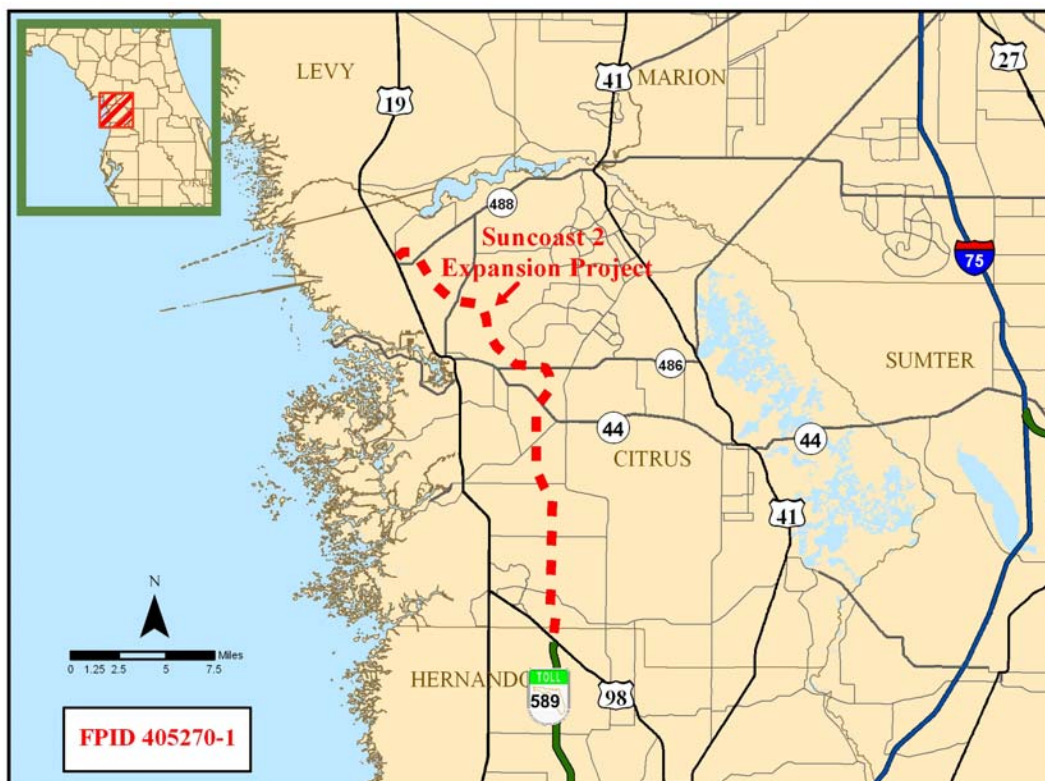 LEVY
19
41
MARION
27
488
Suncoast 2
Expansion Project
75
486
SUMTER
44
CITRUS
44
41
N
0 1.25 2.5 5 7.5 Miles
HERNANDO
TOLL
589
98
FPID 405270-1